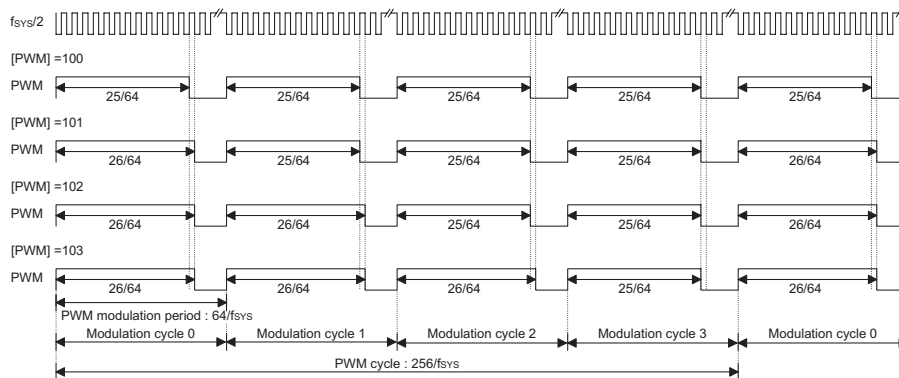 fSYS/2
[PWM] =100
PWM
25/64 25/64 25/64 25/64 25/64
[PWM] =101
PWM
26/64 25/64 25/64 25/64 26/64
[PWM] =102
PWM
26/64 26/64 25/64 25/64 26/64
[PWM] =103
PWM
26/64 26/64 26/64 25/64 26/64
PWM modulation period : 64/fSYS
Modulation cycle 0 Modulation cycle 1 Modulation cycle 2 Modulation cycle 3 Modulation cycle 0
PWM cycle : 256/fSYS